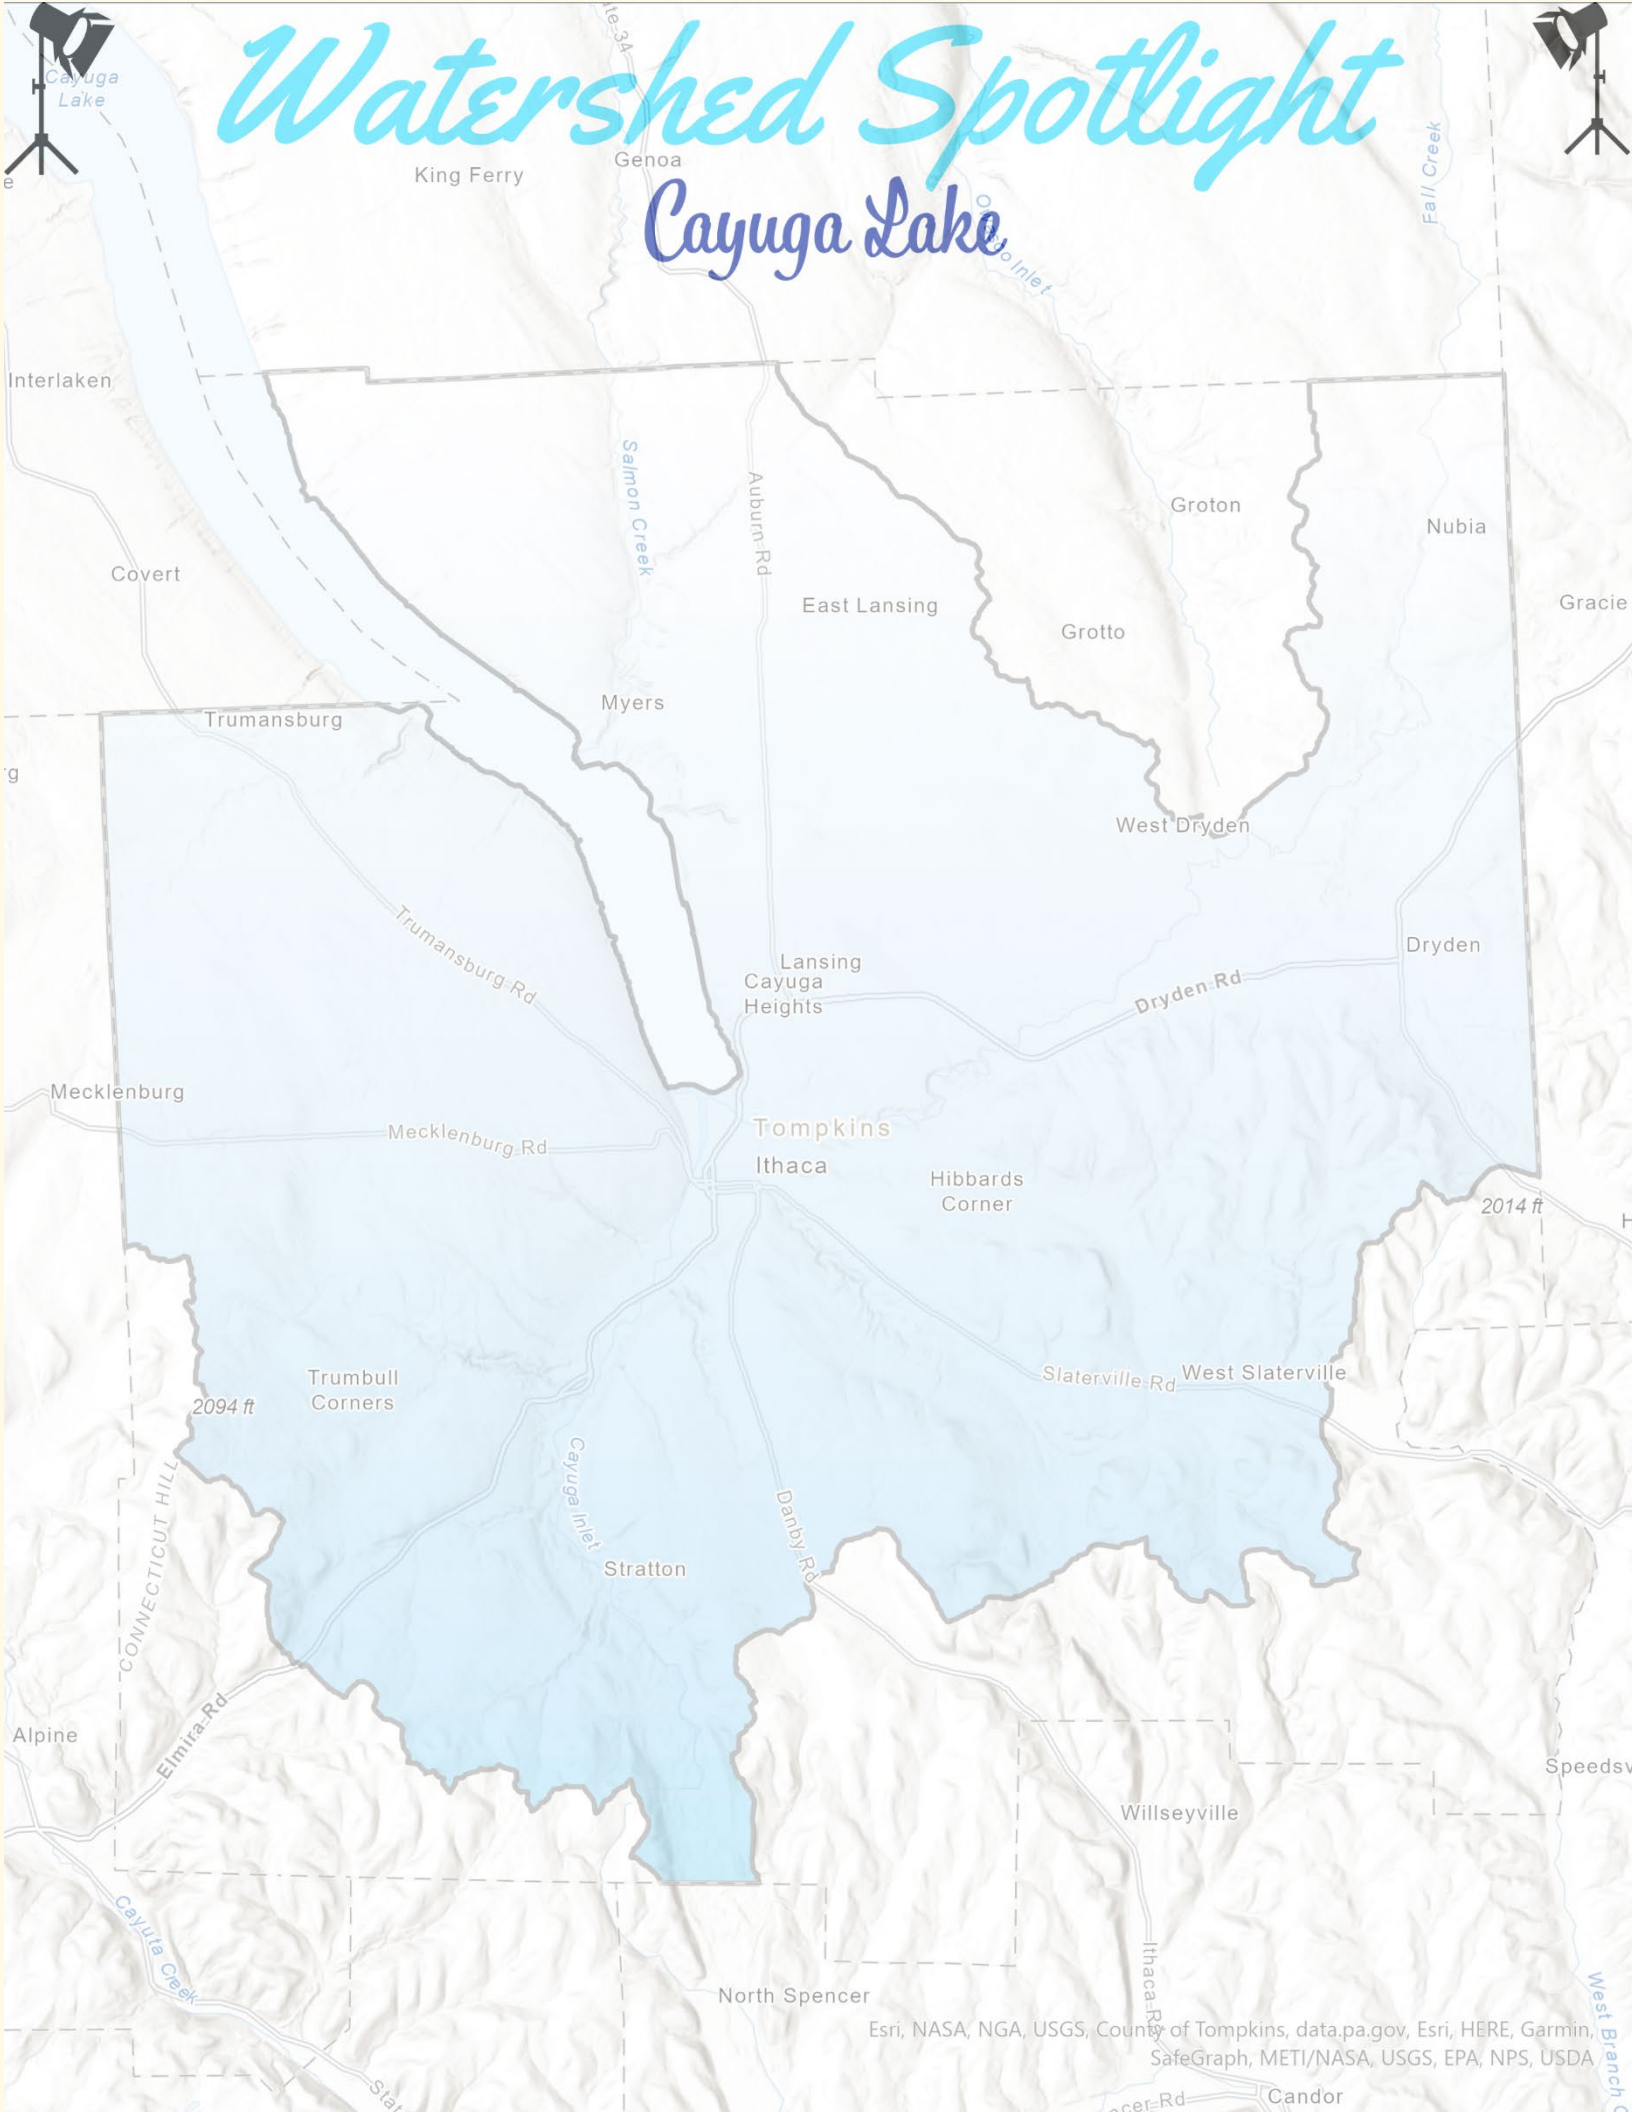 Watershed Spotlight
Cayuga Lake
Cayuga
Lake
King Ferry
Genoa
Fall Creek
Interlaken
Salmon Creek
Auburn Rd
Groton
Nubia
Covert
East Lansing
Gracie
Grotto
Myers
Trumansburg
West Dryden
Trumansburg Rd
Lansing
Cayuga
Heights
Dryden Rd
Dryden
Mecklenburg
Mecklenburg Rd
Tompkins
Ithaca
Hibbards
Corner
2014 ft
Trumbull
Corners
2094 ft
Slaterville Rd
West Slaterville
CONNECTICUT HILL
Cayuga Inlet
Danby Rd
Stratton
Alpine
Elmira Rd
Speedsv
Willseyville
Cayuta Creek
North Spencer
Ithaca Rd
West Branch
Esri, NASA, NGA, USGS, County of Tompkins, data.pa.gov, Esri, HERE, Garmin,
SafeGraph, METI/NASA, USGS, EPA, NPS, USDA
Candor